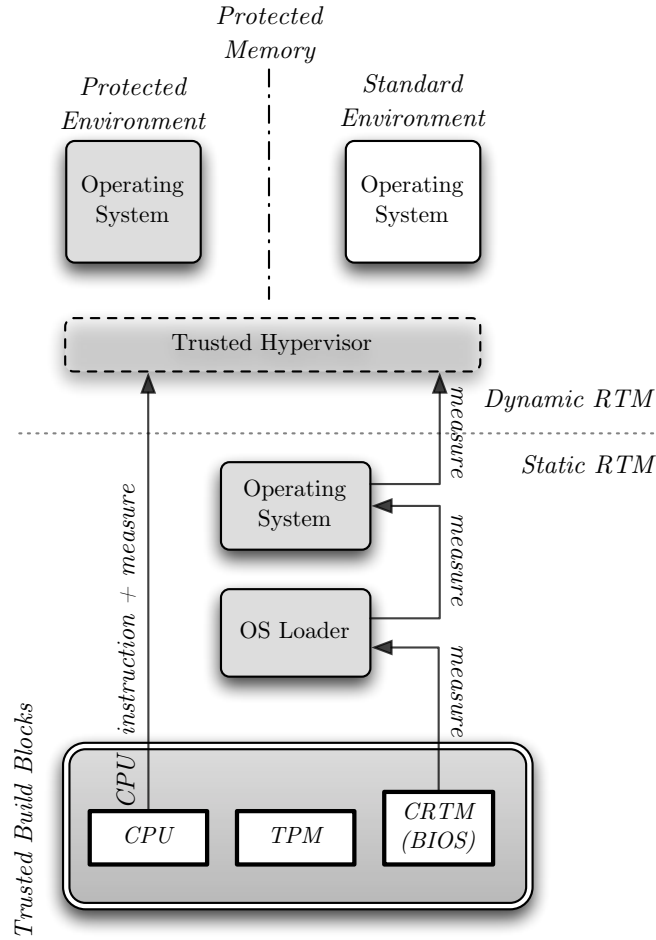 Protected
Memory
Protected
Environment
Standard
Environment
Operating
System
Operating
System
Trusted Hypervisor
measure
Dynamic RTM
Static RTM
Operating
System
measure
CPU instruction + measure
OS Loader
measure
Trusted Build Blocks
CPU
TPM
CRTM
(BIOS)